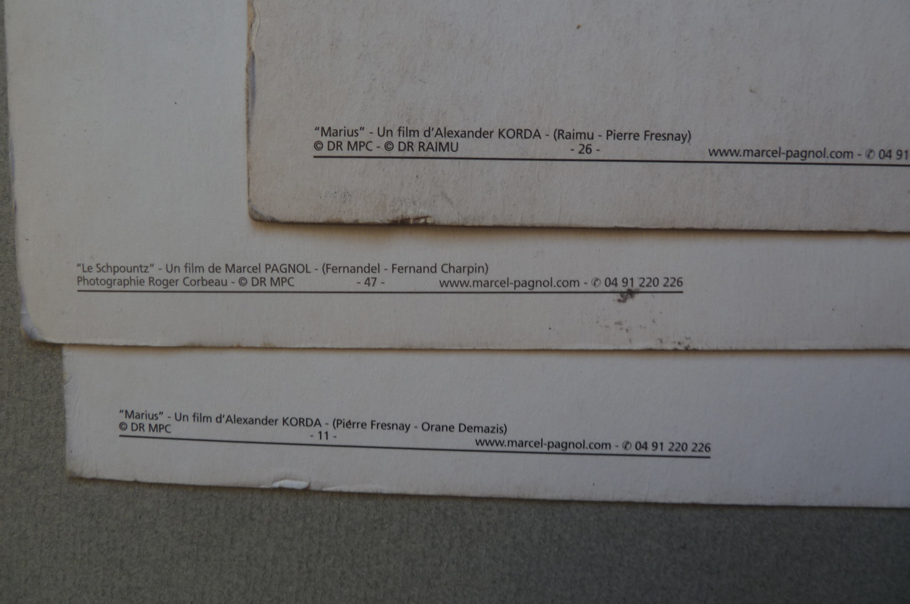 "Marius" - Un film d'Alexander KORDA - (Raimu - Pierre Fresnay)
© DR MPC - © DR RAIMU - 26 - www.marcel-pagnol.com - ✆ 04 91
"Le Schpountz" - Un film de Marcel PAGNOL - (Fernandel - Fernand Charpin)
Photographie Roger Corbeau - © DR MPC - 47 - www.marcel-pagnol.com - ✆ 04 91 220 226
"Marius" - Un film d'Alexander KORDA - (Pierre Fresnay - Orane Demazis)
© DR MPC - 11 - www.marcel-pagnol.com - ✆ 04 91 220 226